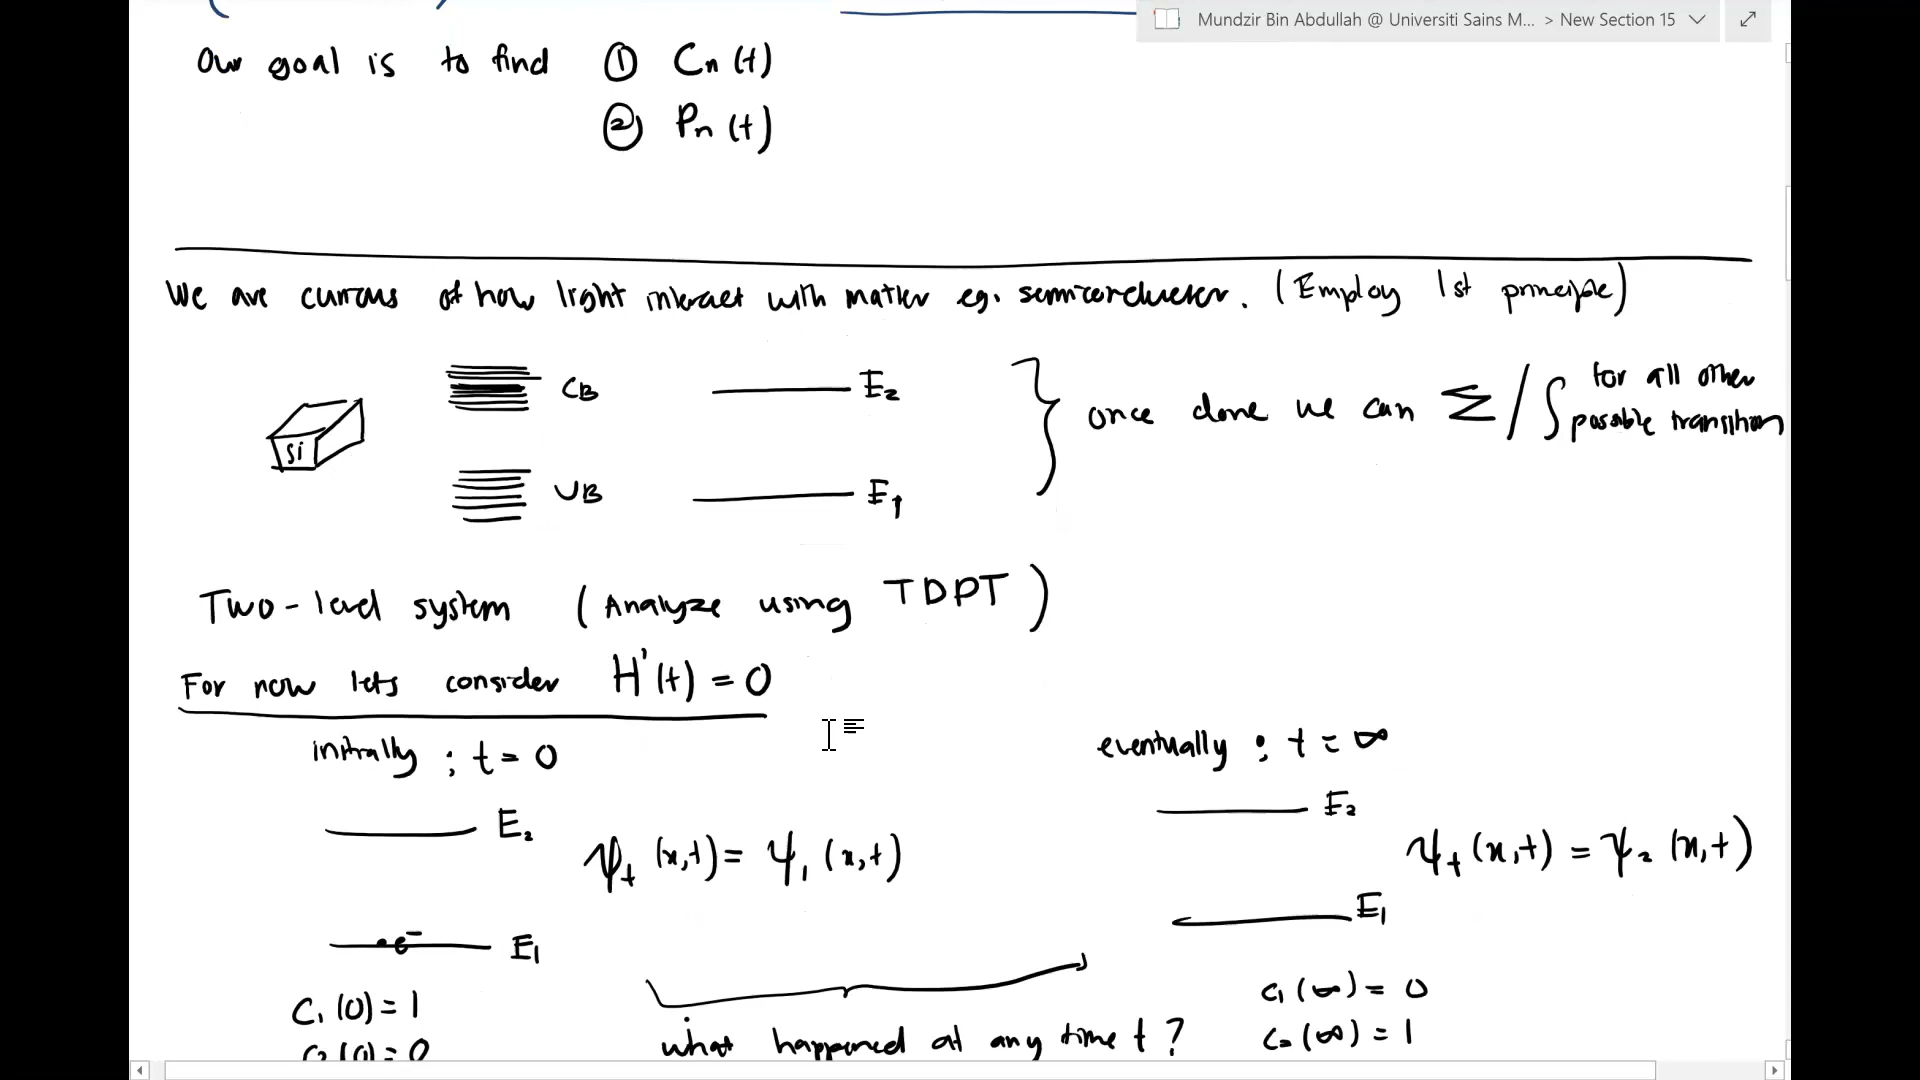 Mundzir Bin Abdullah @ Universiti Sains M... > New Section 15
Our goal is to find ① Cn(t)
② Pn(t)
We are curious of how light interact with matter eg. semiconductor. (Employ 1st principle)
CB
E₂
Si
VB
E₁
once done we can Σ/∫ for all other possible transition
Two-level system (Analyze using TDPT)
For now lets consider H'(t) = 0
initially ; t = 0
eventually ; t = ∞
E₂
ψt(x,t) = ψ₁(x,t)
e⁻
E₁
C₁(0) = 1
C₂(0) = 0
what happened at any time t?
E₂
ψt(x,t) = ψ₂(x,t)
E₁
C₁(∞) = 0
C₂(∞) = 1